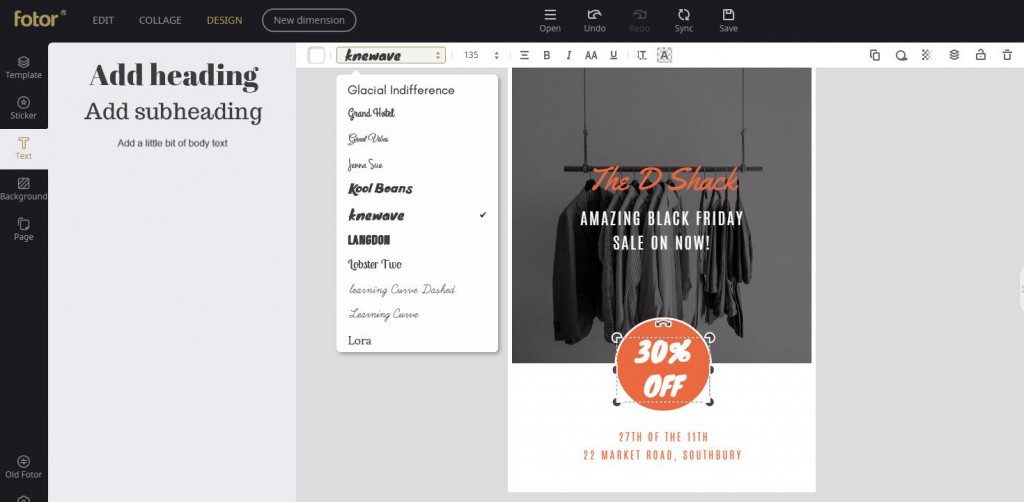 fotor®
EDIT
COLLAGE
DESIGN
New dimension
Open
Undo
Redo
Sync
Save
Template
Sticker
Text
Background
Page
Old Fotor
Add heading
Add subheading
Add a little bit of body text
knewave
135
B
I
AA
U
T
A
Glacial Indifference
Grand Hotel
Great Vibes
Jenna Sue
Kool Beans
knewave
LANGDON
Lobster Two
learning Curve Dashed
Learning Curve
Lora
The D Shack
AMAZING BLACK FRIDAY
SALE ON NOW!
30%
OFF
27TH OF THE 11TH
22 MARKET ROAD, SOUTHBURY